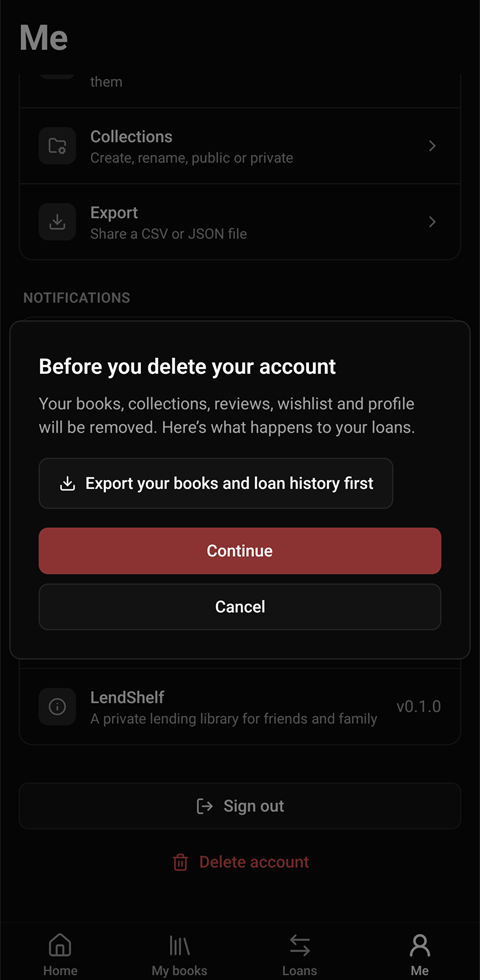 Me
them
Collections
Create, rename, public or private
Export
Share a CSV or JSON file
NOTIFICATIONS
Before you delete your account
Your books, collections, reviews, wishlist and profile
will be removed. Here's what happens to your loans.
Export your books and loan history first
Continue
Cancel
LendShelf
A private lending library for friends and family
v0.1.0
Sign out
Delete account
Home
My books
Loans
Me